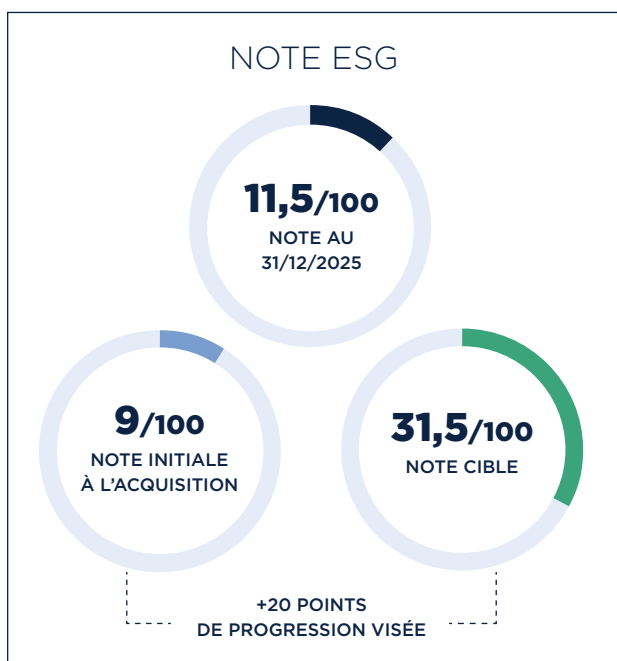 NOTE ESG
11,5/100
NOTE AU
31/12/2025
9/100
NOTE INITIALE
À L’ACQUISITION
31,5/100
NOTE CIBLE
+20 POINTS
DE PROGRESSION VISÉE